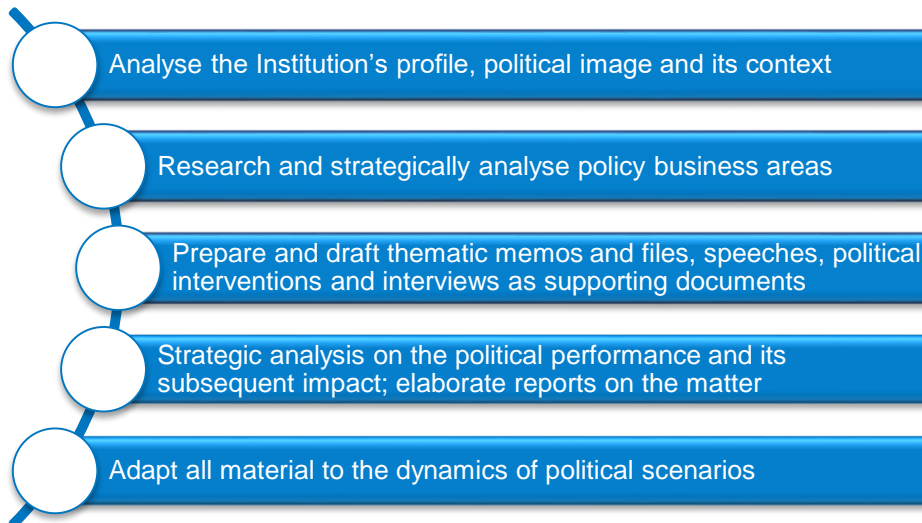 Analyse the Institution’s profile, political image and its context
Research and strategically analyse policy business areas
Prepare and draft thematic memos and files, speeches, political
interventions and interviews as supporting documents
Strategic analysis on the political performance and its
subsequent impact; elaborate reports on the matter
Adapt all material to the dynamics of political scenarios